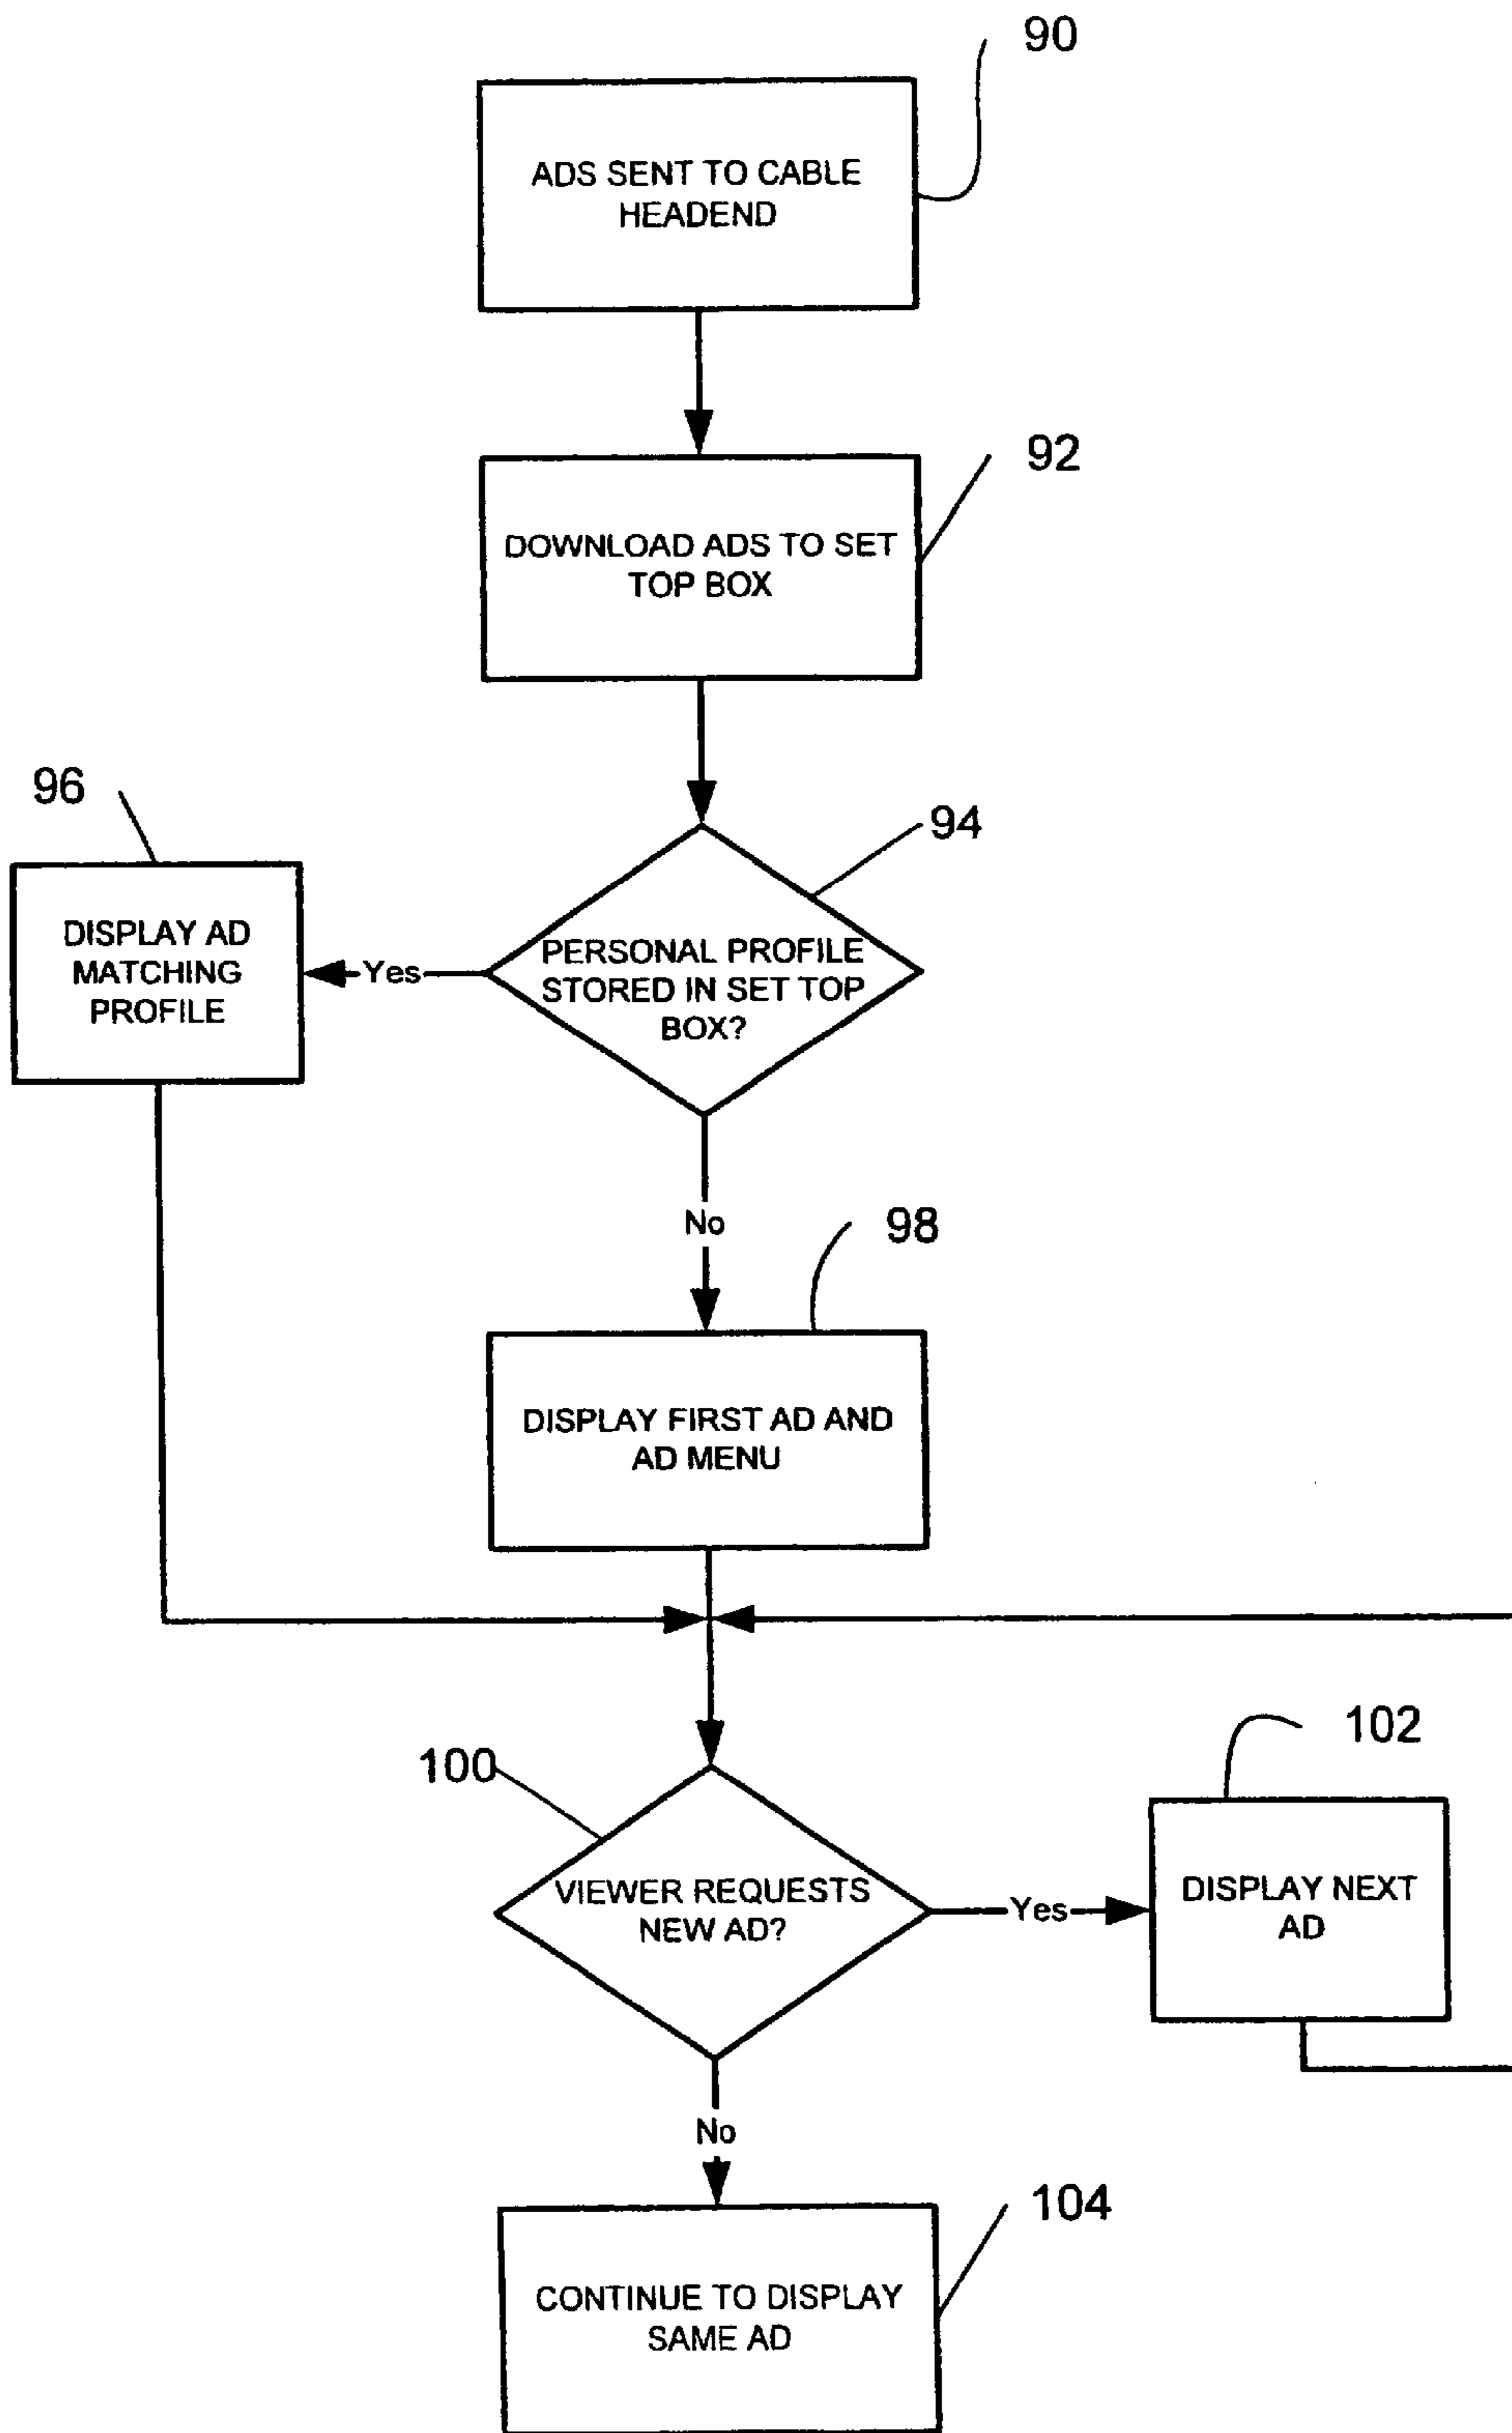 90
ADS SENT TO CABLE
HEADEND
92
DOWNLOAD ADS TO SET
TOP BOX
96
94
DISPLAY AD
MATCHING
PROFILE
Yes
PERSONAL PROFILE
STORED IN SET TOP
BOX?
No
98
DISPLAY FIRST AD AND
AD MENU
100
102
VIEWER REQUESTS
NEW AD?
Yes
DISPLAY NEXT
AD
No
104
CONTINUE TO DISPLAY
SAME AD